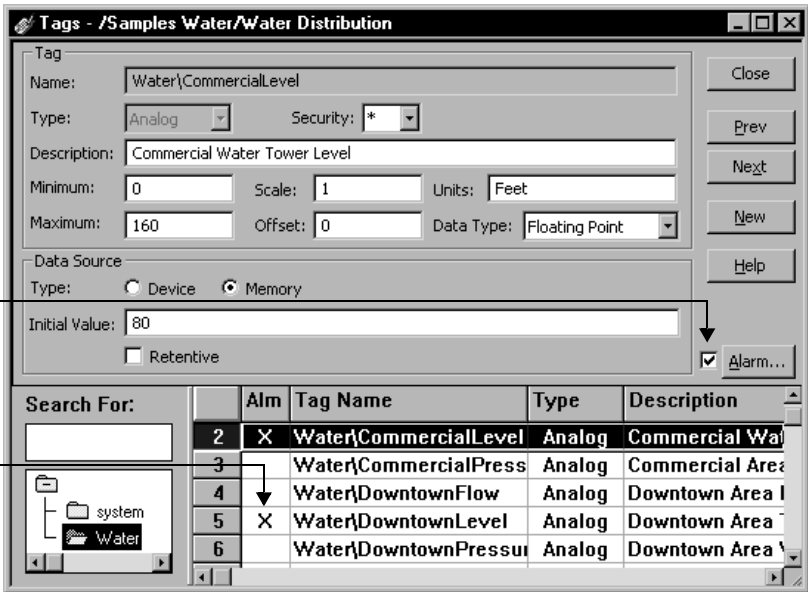 Tags - /Samples Water/Water Distribution
Tag
Name: Water\CommercialLevel
Close
Type: Analog Security: *
Prev
Description: Commercial Water Tower Level
Next
Minimum: 0 Scale: 1 Units: Feet
Maximum: 160 Offset: 0 Data Type: Floating Point
New
Data Source
Help
Type: Device Memory
Initial Value: 80
Retentive
Alarm...
Search For:
Alm Tag Name Type Description
2 X Water\CommercialLevel Analog Commercial
3 Water\CommercialPress Analog Commercial Area
4 Water\DowntownFlow Analog Downtown Area
5 X Water\DowntownLevel Analog Downtown Area
6 Water\DowntownPressu Analog Downtown Area
system
Water